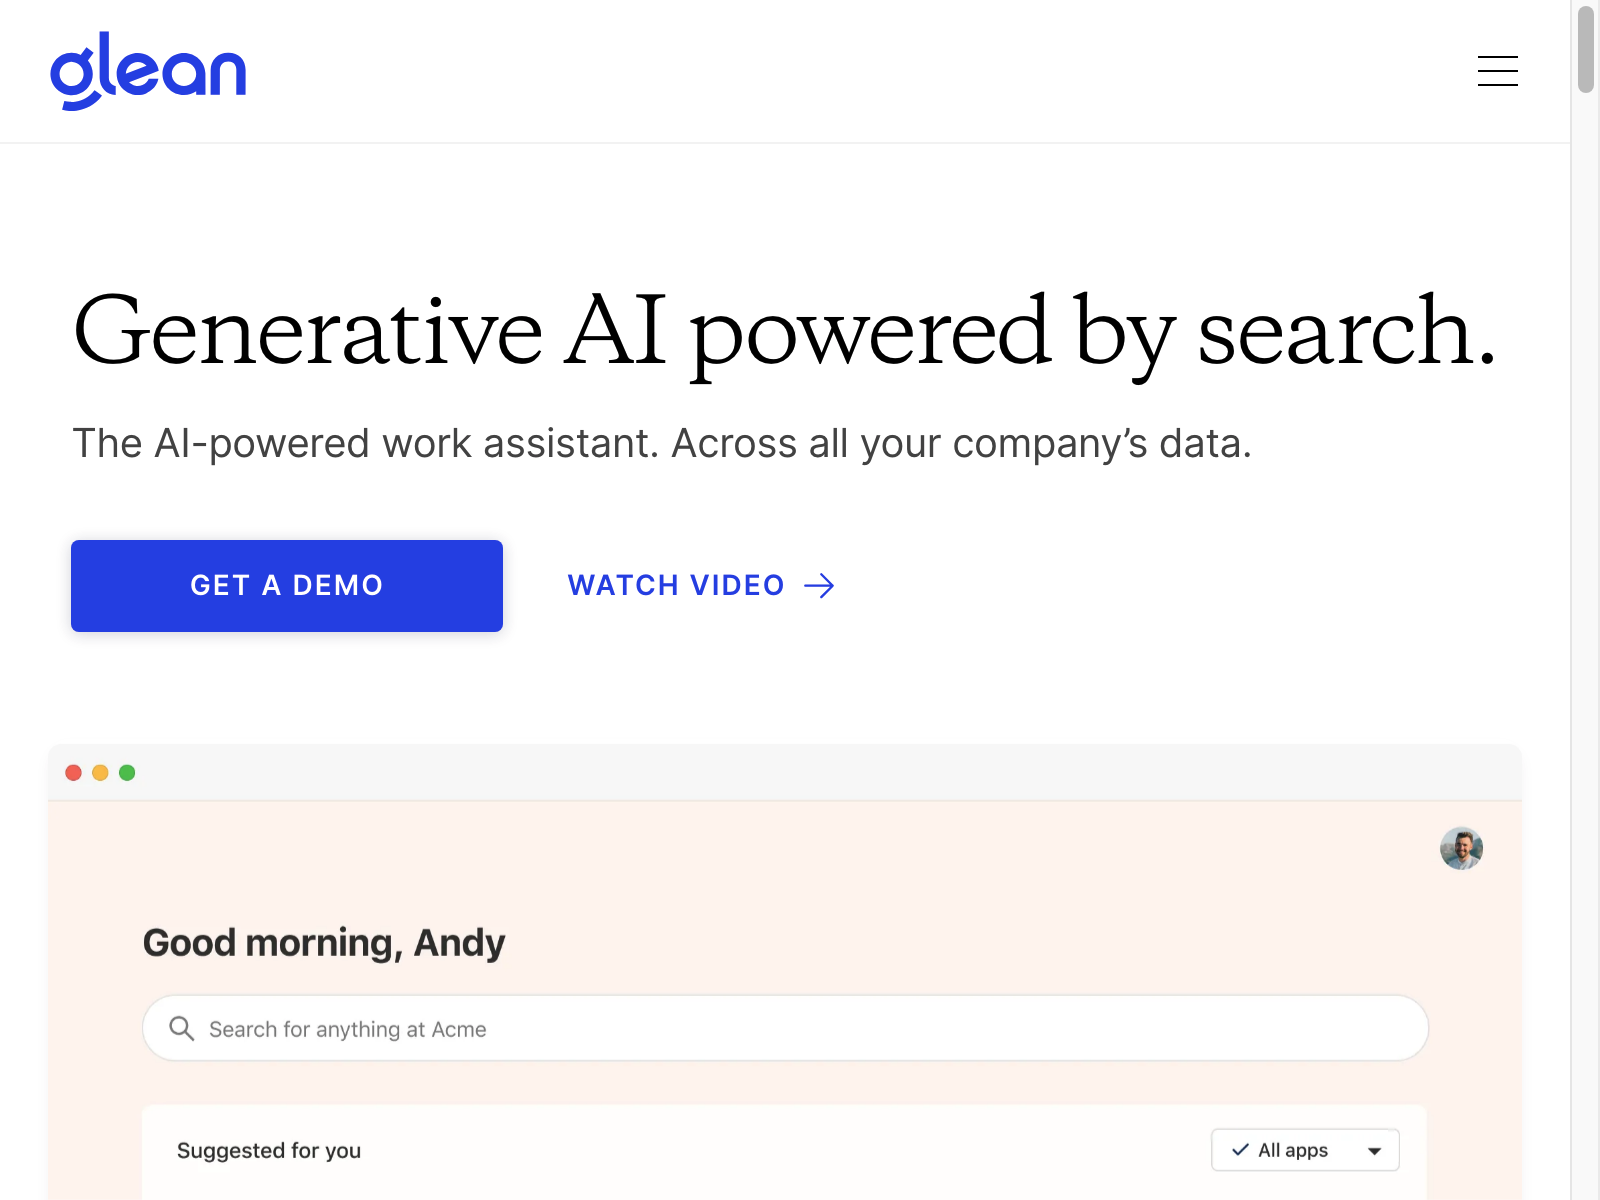 glean
Generative AI powered by search.
The AI-powered work assistant. Across all your company’s data.
GET A DEMO
WATCH VIDEO
Good morning, Andy
Search for anything at Acme
Suggested for you
All apps